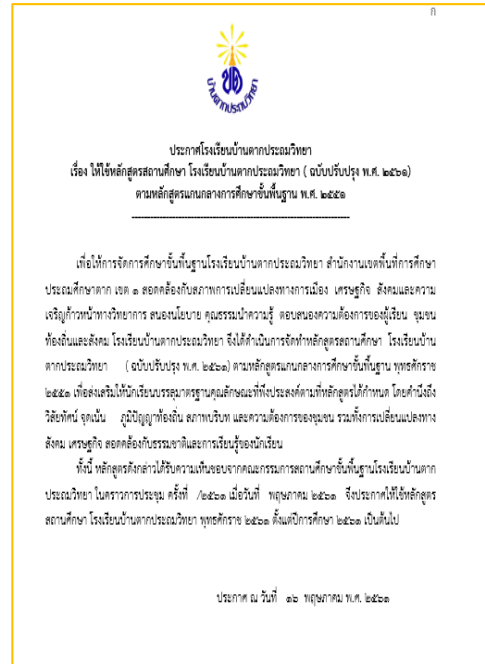 ก
บ้านตากประถมวิทยา
ประกาศโรงเรียนบ้านตากประถมวิทยา
เรื่อง ให้ใช้หลักสูตรสถานศึกษา โรงเรียนบ้านตากประถมวิทยา ( ฉบับปรับปรุง พ.ศ. ๒๕๖๑)
ตามหลักสูตรแกนกลางการศึกษาขั้นพื้นฐาน พ.ศ. ๒๕๕๑
----------------------------------------------------------------------
เพื่อให้การจัดการศึกษาขั้นพื้นฐานโรงเรียนบ้านตากประถมวิทยา สำนักงานเขตพื้นที่การศึกษา
ประถมศึกษาตาก เขต ๑ สอดคล้องกับสภาพการเปลี่ยนแปลงทางการเมือง เศรษฐกิจ สังคมและความ
เจริญก้าวหน้าทางวิทยาการ สนองนโยบาย คุณธรรมนำความรู้ ตอบสนองความต้องการของผู้เรียน ชุมชน
ท้องถิ่นและสังคม โรงเรียนบ้านตากประถมวิทยา จึงได้ดำเนินการจัดทำหลักสูตรสถานศึกษา โรงเรียนบ้าน
ตากประถมวิทยา ( ฉบับปรับปรุง พ.ศ. ๒๕๖๑) ตามหลักสูตรแกนกลางการศึกษาขั้นพื้นฐาน พุทธศักราช
๒๕๕๑ เพื่อส่งเสริมให้นักเรียนบรรลุมาตรฐานคุณลักษณะที่พึงประสงค์ตามที่หลักสูตรได้กำหนด โดยคำนึงถึง
วิสัยทัศน์ จุดเน้น ภูมิปัญญาท้องถิ่น สภาพบริบท และความต้องการของชุมชน รวมทั้งการเปลี่ยนแปลงทาง
สังคม เศรษฐกิจ สอดคล้องกับธรรมชาติและการเรียนรู้ของนักเรียน
ทั้งนี้ หลักสูตรดังกล่าวได้รับความเห็นชอบจากคณะกรรมการสถานศึกษาขั้นพื้นฐานโรงเรียนบ้านตาก
ประถมวิทยา ในคราวการประชุม ครั้งที่ /๒๕๖๑ เมื่อวันที่ พฤษภาคม ๒๕๖๑ จึงประกาศให้ใช้หลักสูตร
สถานศึกษา โรงเรียนบ้านตากประถมวิทยา พุทธศักราช ๒๕๖๑ ตั้งแต่ปีการศึกษา ๒๕๖๑ เป็นต้นไป
ประกาศ ณ วันที่ ๑๖ พฤษภาคม พ.ศ. ๒๕๖๑